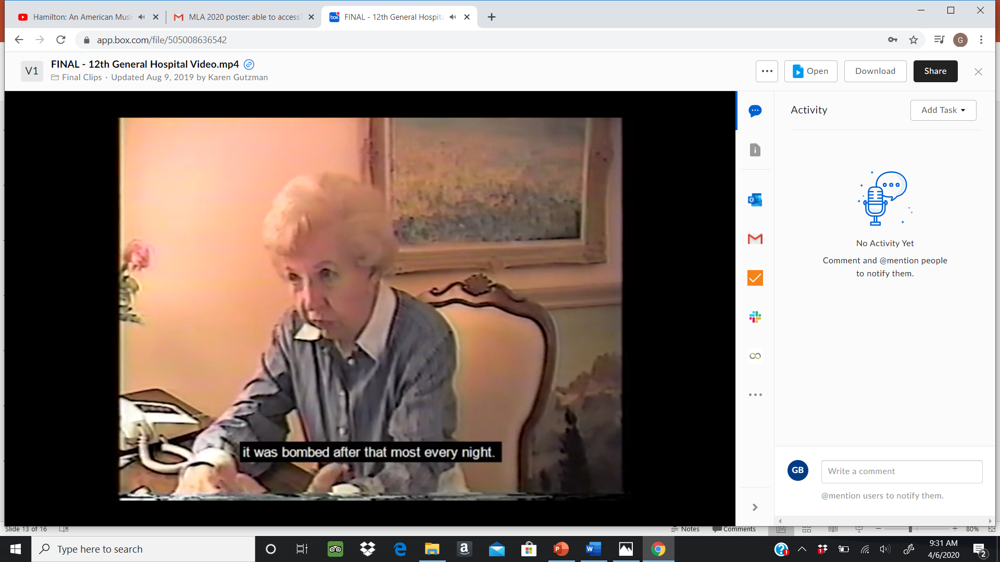 Hamilton: An American Musi
MLA 2020 poster: able to access?
box
FINAL - 12th General Hospita
app.box.com/file/505008636542
G
V1
FINAL - 12th General Hospital Video.mp4
Final Clips · Updated Aug 9, 2019 by Karen Gutzman
Open
Download
Share
Activity
Add Task
No Activity Yet
Comment and @mention people
to notify them.
it was bombed after that most every night.
GB
Write a comment
@mention users to notify them.
Slide 13 of 16
Notes
Comments
80%
Type here to search
9:31 AM
4/6/2020
2